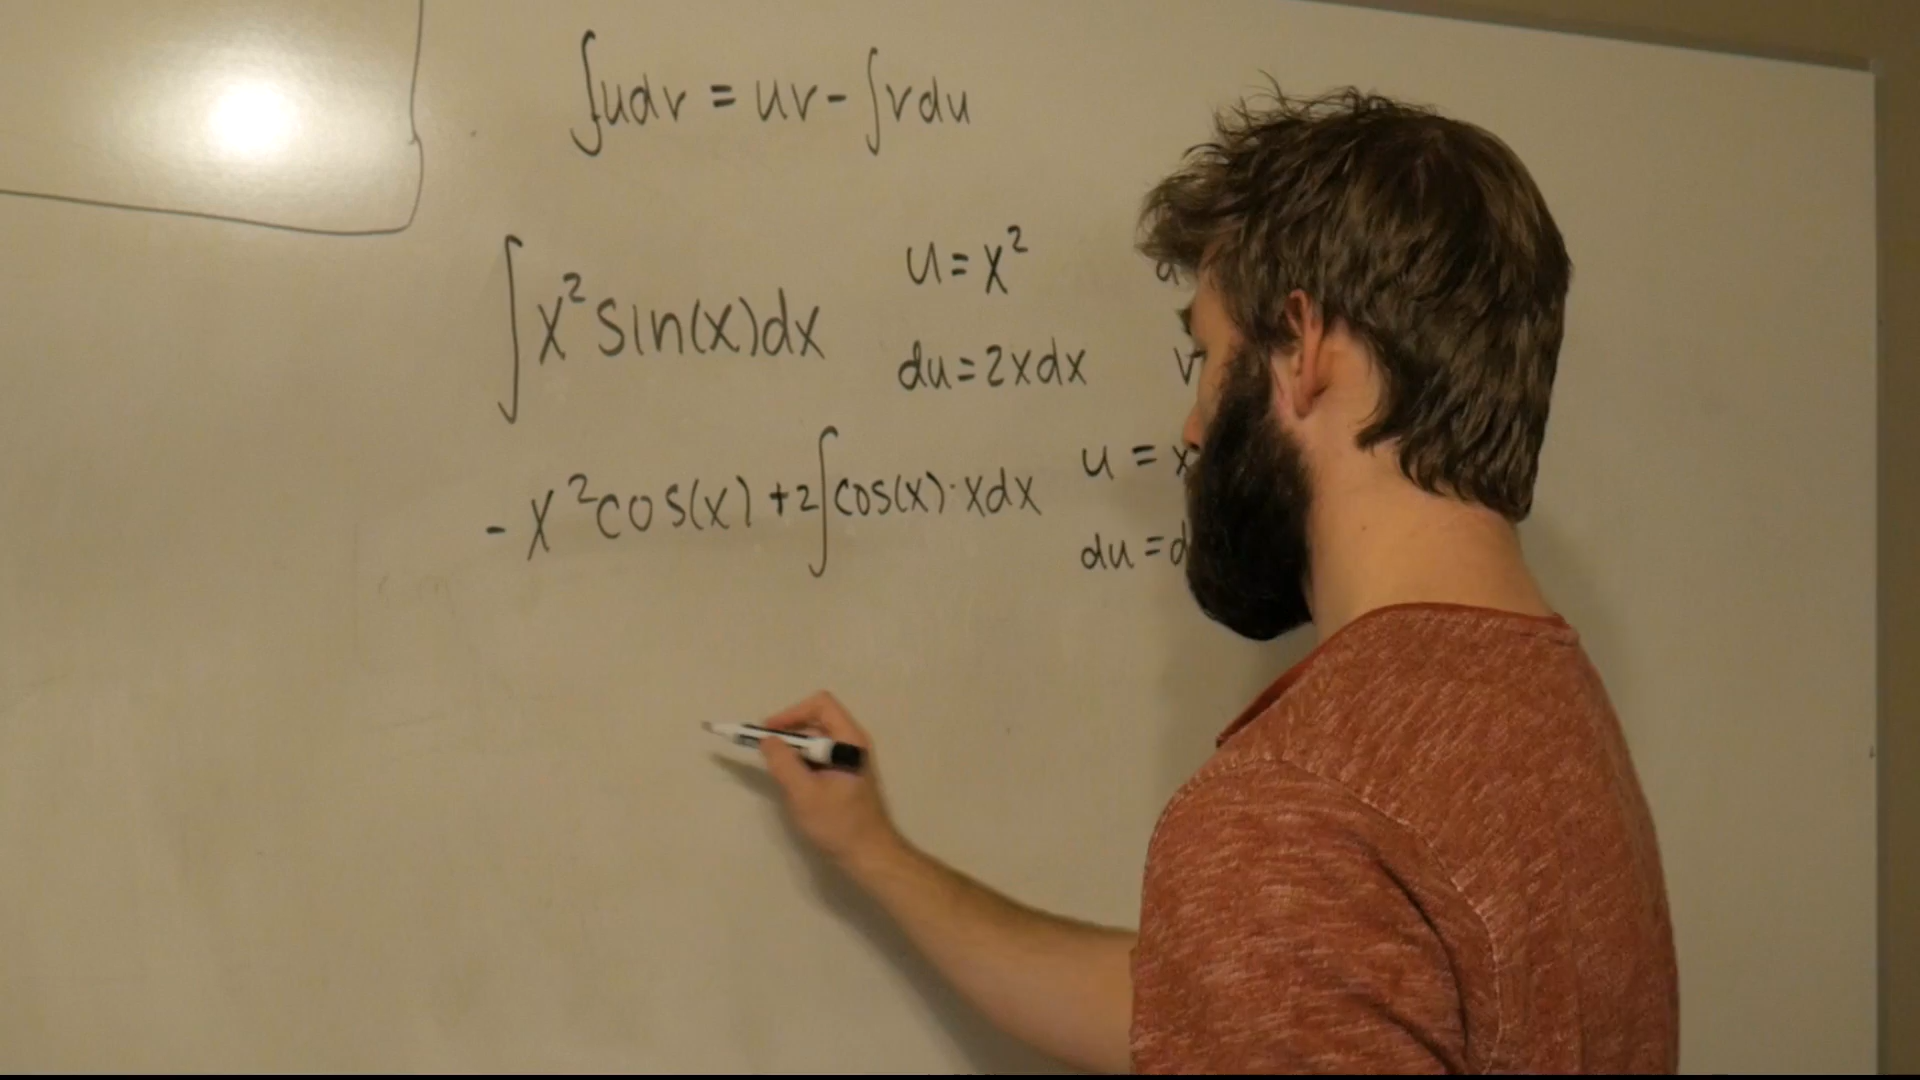 ∫udv = uv - ∫vdu
∫x²sin(x)dx
u = x²
du = 2xdx
v
-x²cos(x) + 2∫cos(x)·xdx
u = x
du = d